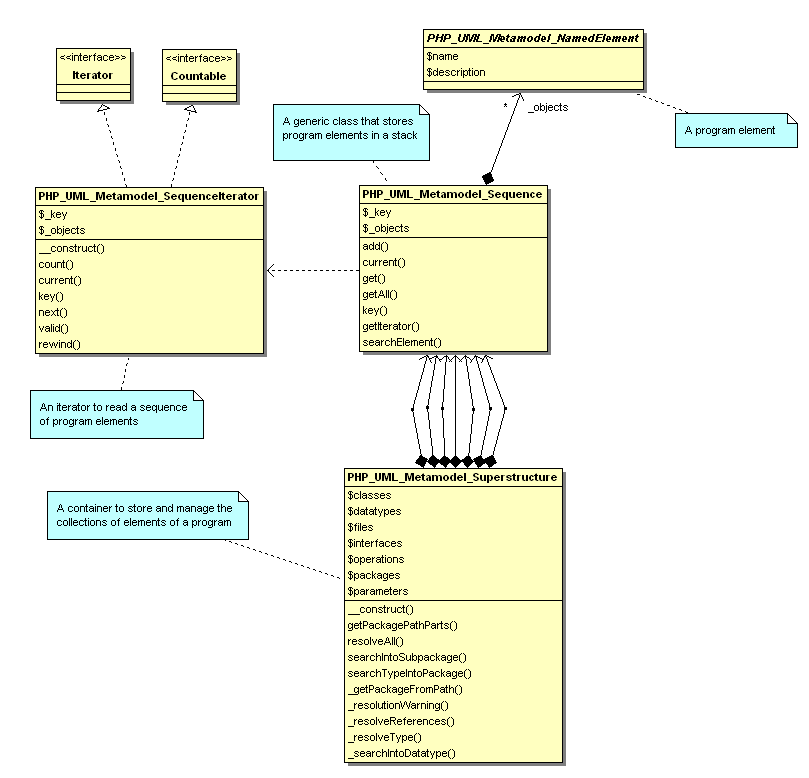 PHP_UML_Metamodel_NamedElement
$name
$description
<<interface>>
Iterator
<<interface>>
Countable
* _objects
A generic class that stores
program elements in a stack
A program element
PHP_UML_Metamodel_SequenceIterator
$_key
$_objects
__construct()
count()
current()
key()
next()
valid()
rewind()
PHP_UML_Metamodel_Sequence
$_key
$_objects
add()
current()
get()
getAll()
key()
getIterator()
searchElement()
An iterator to read a sequence
of program elements
PHP_UML_Metamodel_Superstructure
$classes
$datatypes
$files
$interfaces
$operations
$packages
$parameters
__construct()
getPackagePathParts()
resolveAll()
searchIntoSubpackage()
searchTypeIntoPackage()
_getPackageFromPath()
_resolutionWarning()
_resolveReferences()
_resolveType()
_searchIntoDatatype()
A container to store and manage the
collections of elements of a program